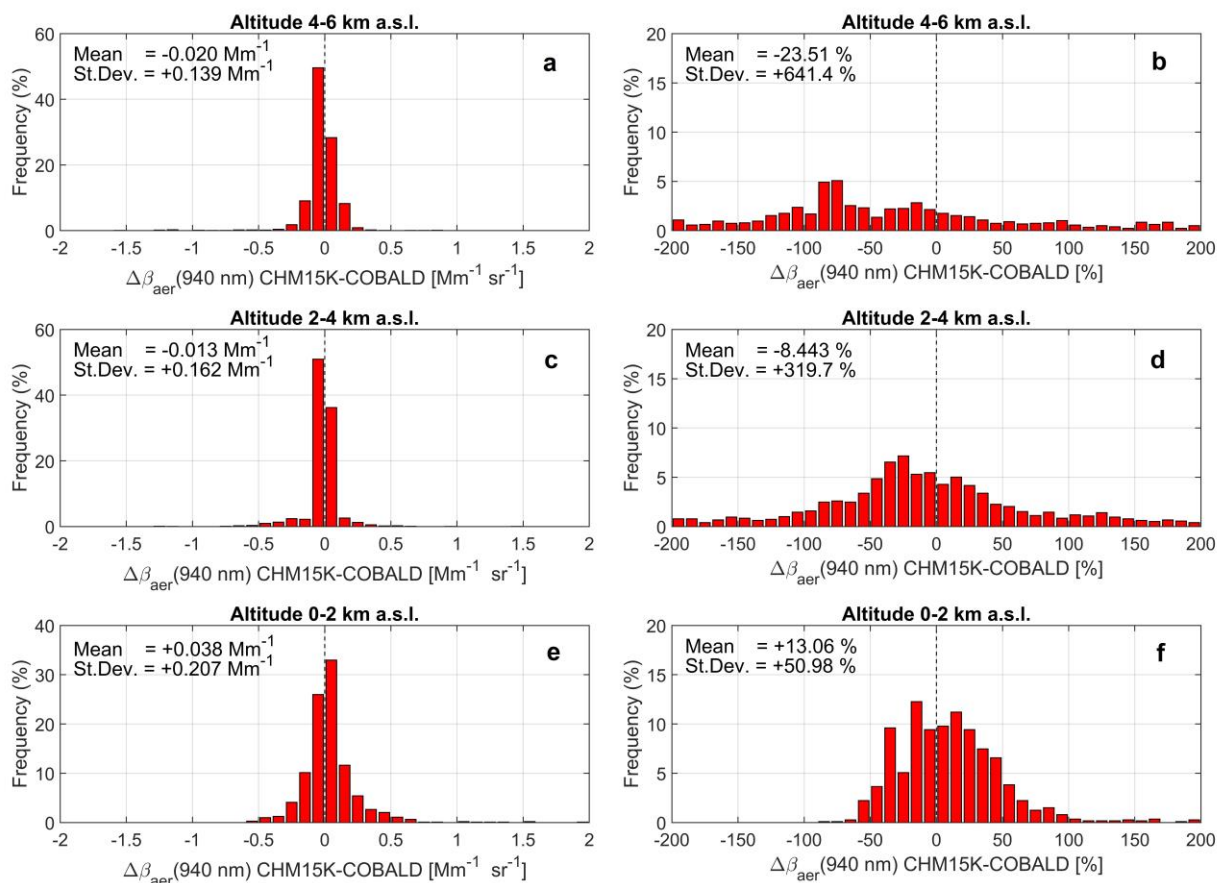 Altitude 4-6 km a.s.l.
Mean = -0.020 Mm⁻¹
St.Dev. = +0.139 Mm⁻¹
a
Frequency (%)
60
40
20
0
-2 -1.5 -1 -0.5 0 0.5 1 1.5 2
Δβaer(940 nm) CHM15K-COBALD [Mm⁻¹ sr⁻¹]
Altitude 4-6 km a.s.l.
Mean = -23.51 %
St.Dev. = +641.4 %
b
Frequency (%)
20
15
10
5
0
-200 -150 -100 -50 0 50 100 150 200
Δβaer(940 nm) CHM15K-COBALD [%]
Altitude 2-4 km a.s.l.
Mean = -0.013 Mm⁻¹
St.Dev. = +0.162 Mm⁻¹
c
Frequency (%)
60
40
20
0
-2 -1.5 -1 -0.5 0 0.5 1 1.5 2
Δβaer(940 nm) CHM15K-COBALD [Mm⁻¹ sr⁻¹]
Altitude 2-4 km a.s.l.
Mean = -8.443 %
St.Dev. = +319.7 %
d
Frequency (%)
20
15
10
5
0
-200 -150 -100 -50 0 50 100 150 200
Δβaer(940 nm) CHM15K-COBALD [%]
Altitude 0-2 km a.s.l.
Mean = +0.038 Mm⁻¹
St.Dev. = +0.207 Mm⁻¹
e
Frequency (%)
40
30
20
10
0
-2 -1.5 -1 -0.5 0 0.5 1 1.5 2
Δβaer(940 nm) CHM15K-COBALD [Mm⁻¹ sr⁻¹]
Altitude 0-2 km a.s.l.
Mean = +13.06 %
St.Dev. = +50.98 %
f
Frequency (%)
20
15
10
5
0
-200 -150 -100 -50 0 50 100 150 200
Δβaer(940 nm) CHM15K-COBALD [%]